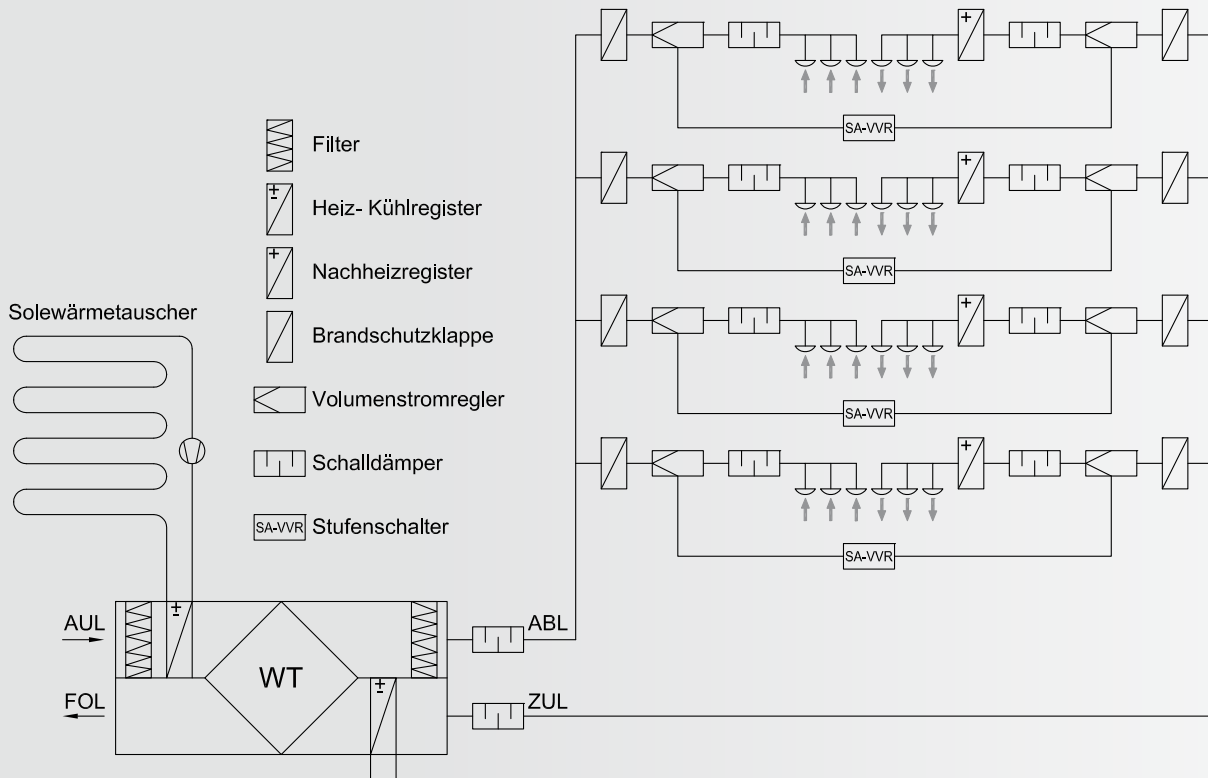 +
+
SA-VVR
Filter
+
-
Heiz- Kühlregister
+
SA-VVR
+
Nachheizregister
Solewärmetauscher
Brandschutzklappe
+
SA-VVR
Volumenstromregler
Schalldämper
+
SA-VVR Stufenschalter
SA-VVR
±
AUL
ABL
WT
±
FOL
ZUL